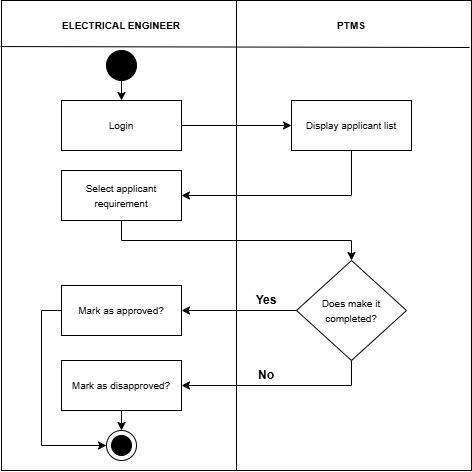 ELECTRICAL ENGINEER
PTMS
Login
Display applicant list
Select applicant
requirement
Does make it
completed?
Yes
Mark as approved?
No
Mark as disapproved?